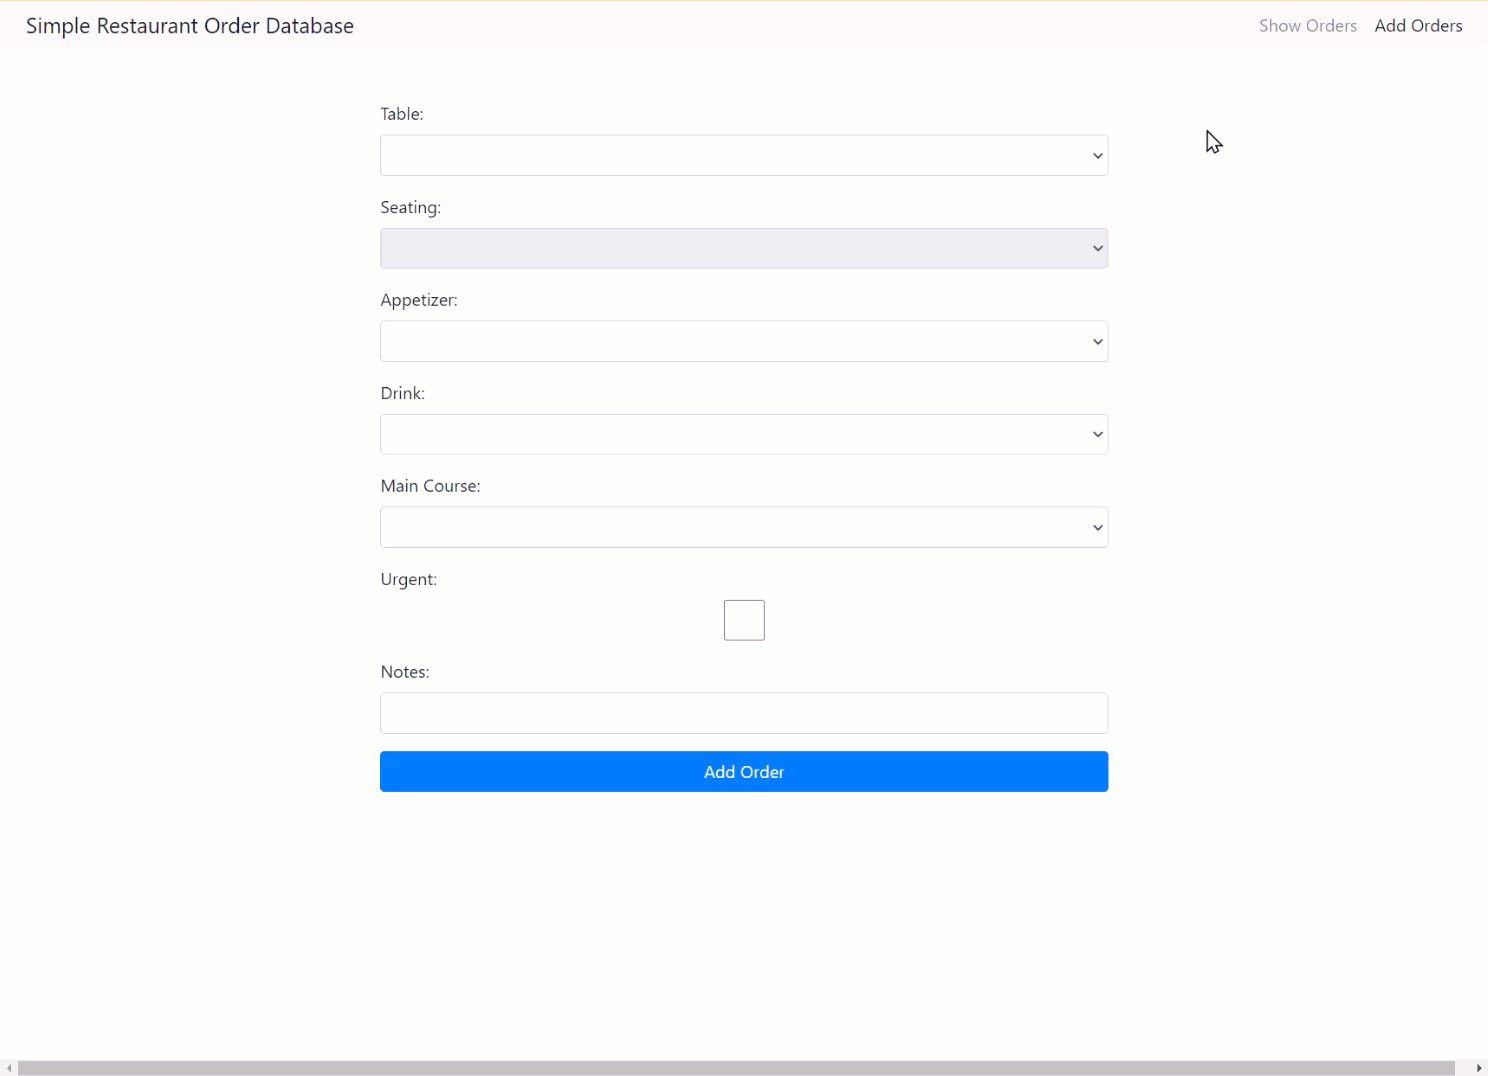 Simple Restaurant Order Database
Show Orders Add Orders
Table:
Seating:
Appetizer:
Drink:
Main Course:
Urgent:
Notes:
Add Order